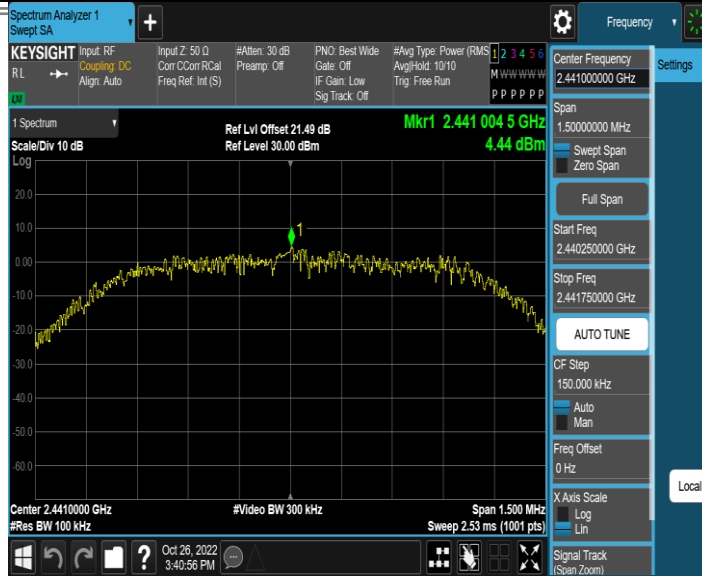 Spectrum Analyzer 1
Swept SA
Frequency
KEYSIGHT
RL
LXI
Input: RF
Coupling: DC
Align: Auto
Input Z: 50 Ω
Corr CCorr RCal
Freq Ref: Int (S)
#Atten: 30 dB
Preamp: Off
PNO: Best Wide
Gate: Off
IF Gain: Low
Sig Track: Off
#Avg Type: Power (RMS
Avg|Hold: 10/10
Trig: Free Run
1 2 3 4 5 6
M W W W W W
P P P P P P
1 Spectrum
Scale/Div 10 dB
Ref Lvl Offset 21.49 dB
Ref Level 30.00 dBm
Mkr1 2.441 004 5 GHz
4.44 dBm
Log
20.0
10.0
0.00
-10.0
-20.0
-30.0
-40.0
-50.0
-60.0
1
Center 2.4410000 GHz
#Res BW 100 kHz
#Video BW 300 kHz
Span 1.500 MHz
Sweep 2.53 ms (1001 pts)
?
Oct 26, 2022
3:40:56 PM
Center Frequency
2.441000000 GHz
Span
1.50000000 MHz
Swept Span
Zero Span
Full Span
Start Freq
2.440250000 GHz
Stop Freq
2.441750000 GHz
AUTO TUNE
CF Step
150.000 kHz
Auto
Man
Freq Offset
0 Hz
X Axis Scale
Log
Lin
Signal Track
(Span Zoom)
Settings
Local